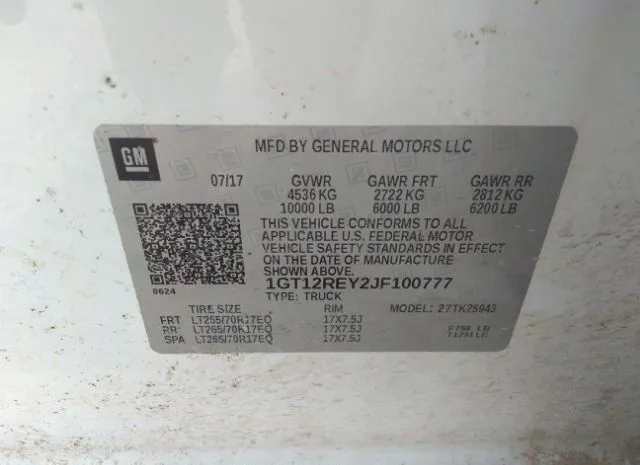 GM
MFD BY GENERAL MOTORS LLC
07/17 GVWR GAWR FRT GAWR RR
4536 KG 2722 KG 2812 KG
10000 LB 6000 LB 6200 LB
THIS VEHICLE CONFORMS TO ALL
APPLICABLE U.S. FEDERAL MOTOR
VEHICLE SAFETY STANDARDS IN EFFECT
ON THE DATE OF MANUFACTURE
SHOWN ABOVE.
8624 1GT12REY2JF100777
TYPE: TRUCK
TIRE SIZE RIM MODEL: 27TK25943
FRT 17X7.5J
RR LT265/70R17EQ 17X7.5J
SPA LT265/70R17EQ 17X7.5J